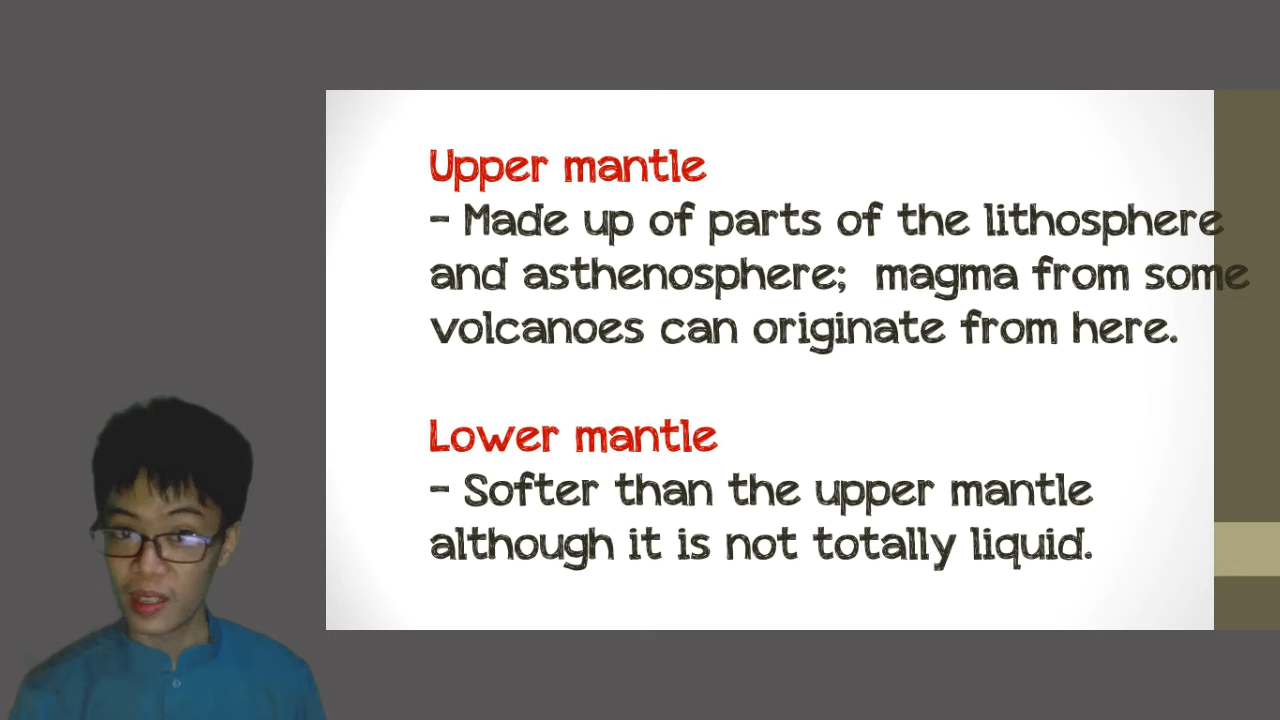 Upper mantle
- Made up of parts of the lithosphere
and asthenosphere;  magma from some
volcanoes can originate from here.
Lower mantle
- Softer than the upper mantle
although it is not totally liquid.